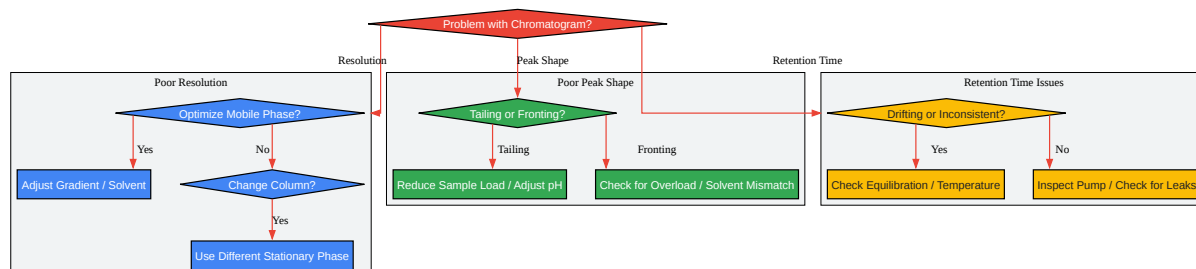 Problem with Chromatogram?
Resolution
Peak Shape
Retention Time
Poor Resolution
Optimize Mobile Phase?
Yes
No
Adjust Gradient / Solvent
Change Column?
Yes
Use Different Stationary Phase
Poor Peak Shape
Tailing or Fronting?
Tailing
Fronting
Reduce Sample Load / Adjust pH
Check for Overload / Solvent Mismatch
Retention Time Issues
Drifting or Inconsistent?
Yes
No
Check Equilibration / Temperature
Inspect Pump / Check for Leaks